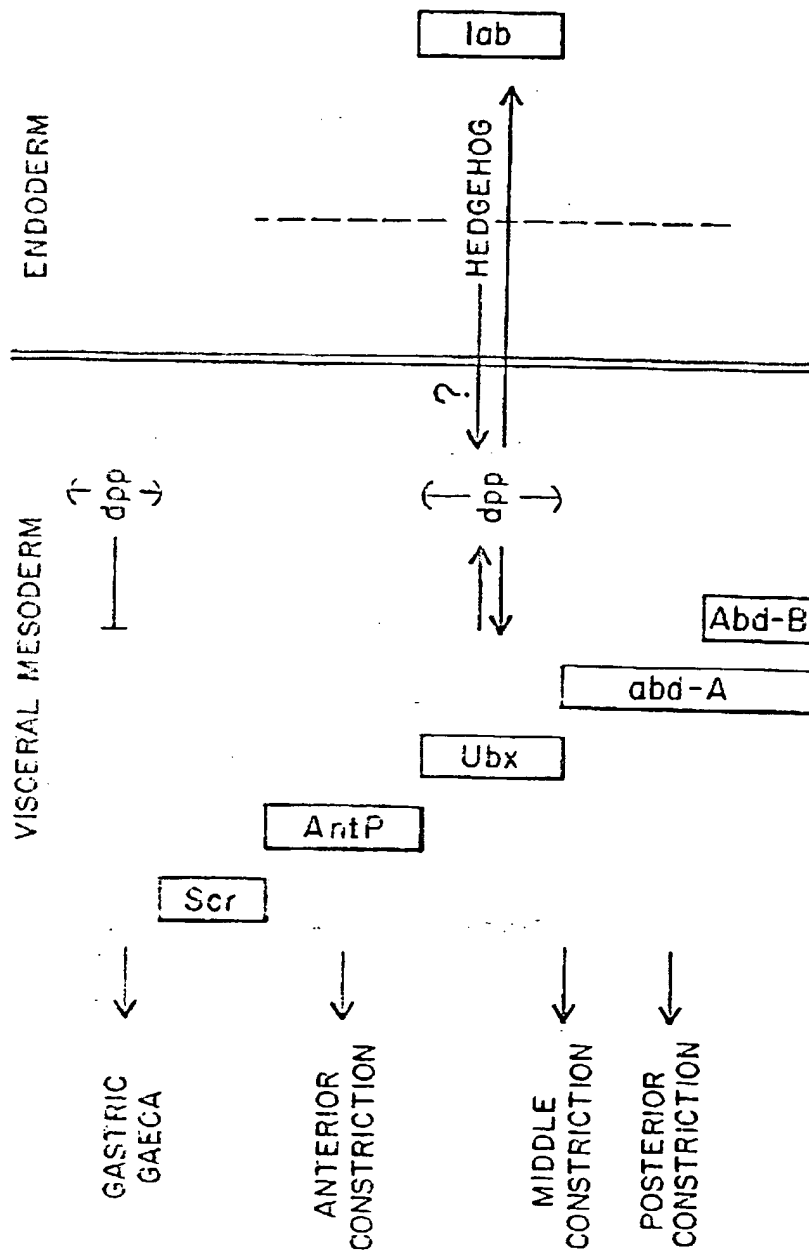 VISCERAL MESODERM
ENDODERM
GASTRIC
GAECA
dpp
Scr
AntP
ANTERIOR
CONSTRICTION
Ubx
dpp
?
HEDGEHOG
lab
MIDDLE
CONSTRICTION
abd-A
Abd-B
POSTERIOR
CONSTRICTION